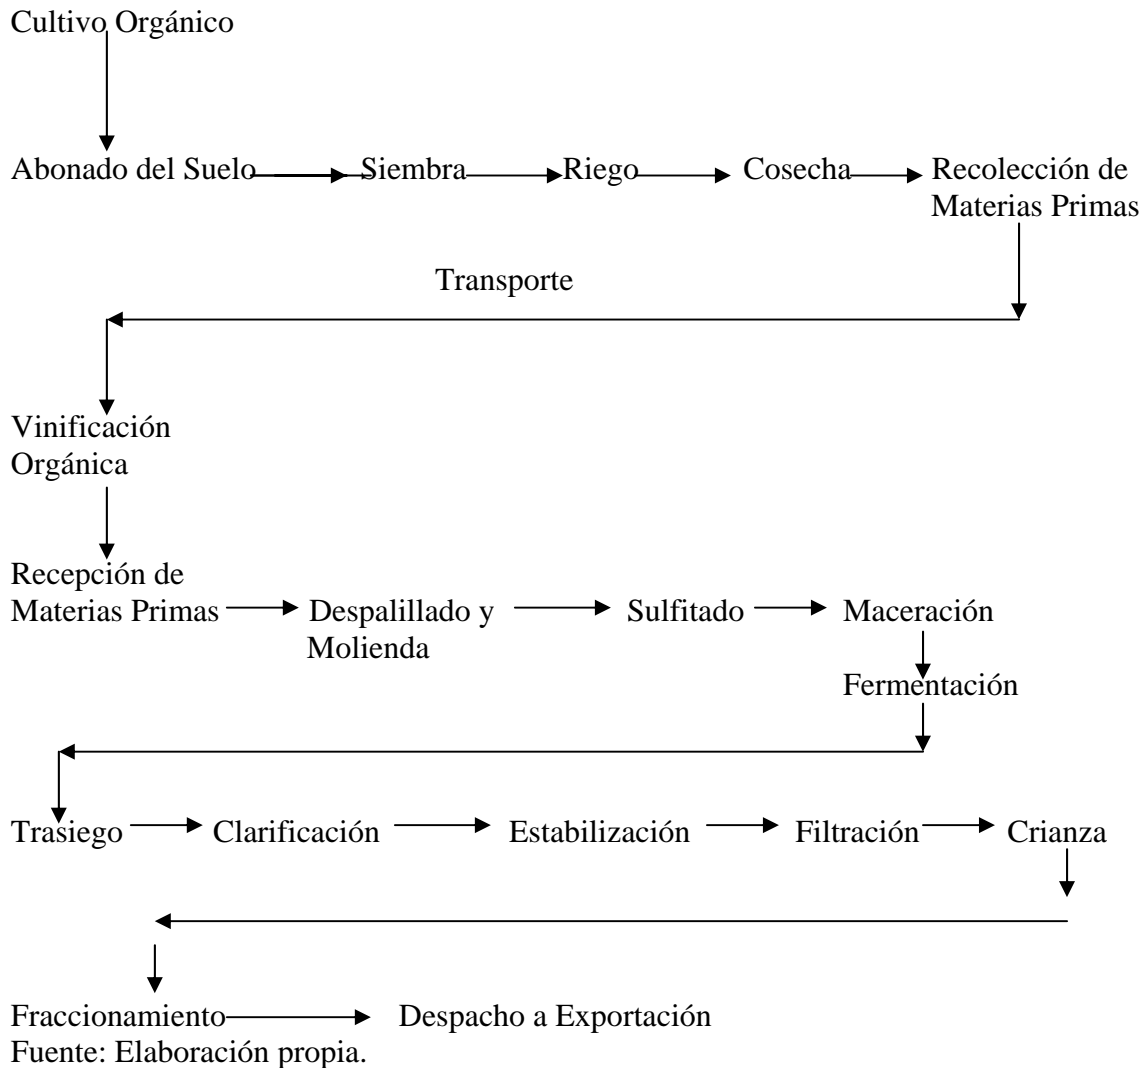 Cultivo Orgánico
Abonado del Suelo Siembra Riego Cosecha Recolección de
Materias Primas
Transporte
Vinificación
Orgánica
Recepción de
Materias Primas Despalillado y Sulfitado Maceración
Molienda
Fermentación
Trasiego Clarificación Estabilización Filtración Crianza
Fraccionamiento Despacho a Exportación
Fuente: Elaboración propia.